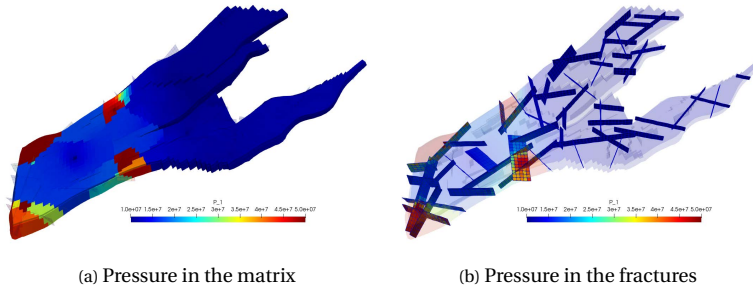 P_1
1.0e+07 1.5e+7 2e+7 2.5e+7 3e+7 3.5e+7 4e+7 4.5e+7 5.0e+07
P_1
1.0e+07 1.5e+7 2e+7 2.5e+7 3e+7 3.5e+7 4e+7 4.5e+7 5.0e+07
(a) Pressure in the matrix
(b) Pressure in the fractures